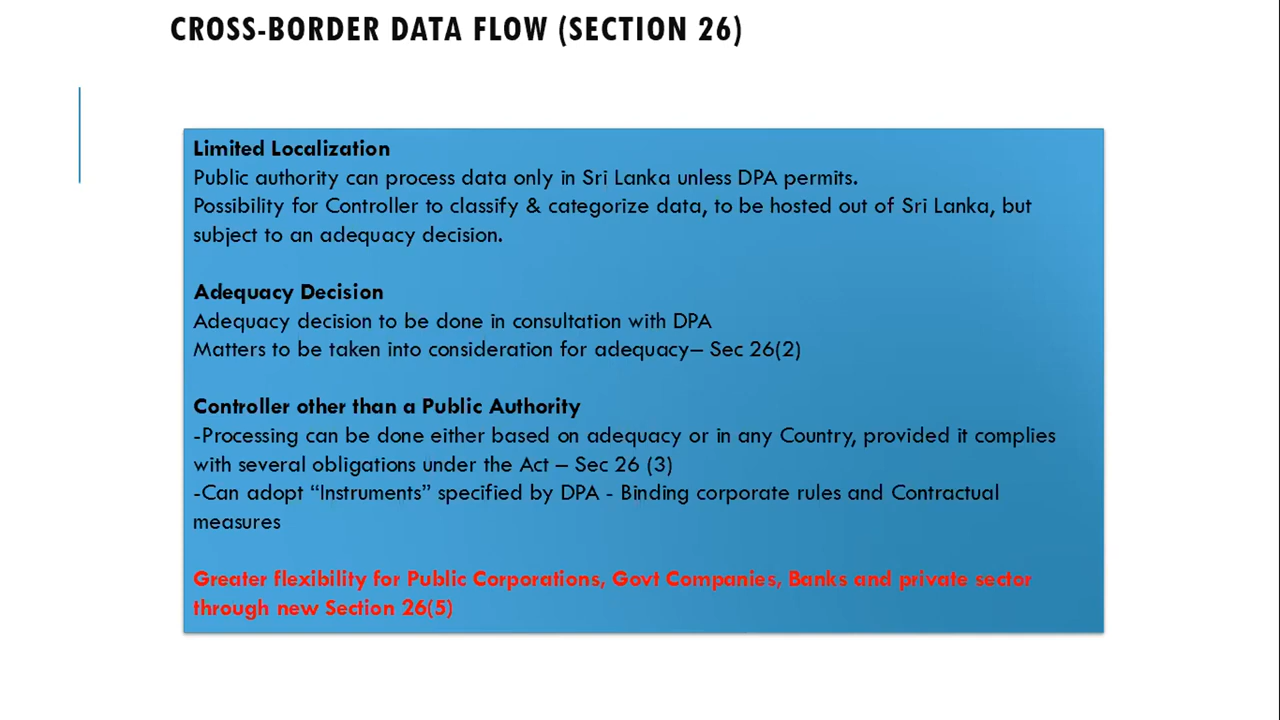 CROSS-BORDER DATA FLOW (SECTION 26)
Limited Localization
Public authority can process data only in Sri Lanka unless DPA permits.
Possibility for Controller to classify & categorize data, to be hosted out of Sri Lanka, but
subject to an adequacy decision.
Adequacy Decision
Adequacy decision to be done in consultation with DPA
Matters to be taken into consideration for adequacy– Sec 26(2)
Controller other than a Public Authority
-Processing can be done either based on adequacy or in any Country, provided it complies
with several obligations under the Act – Sec 26 (3)
-Can adopt “Instruments” specified by DPA - Binding corporate rules and Contractual
measures
Greater flexibility for Public Corporations, Govt Companies, Banks and private sector
through new Section 26(5)